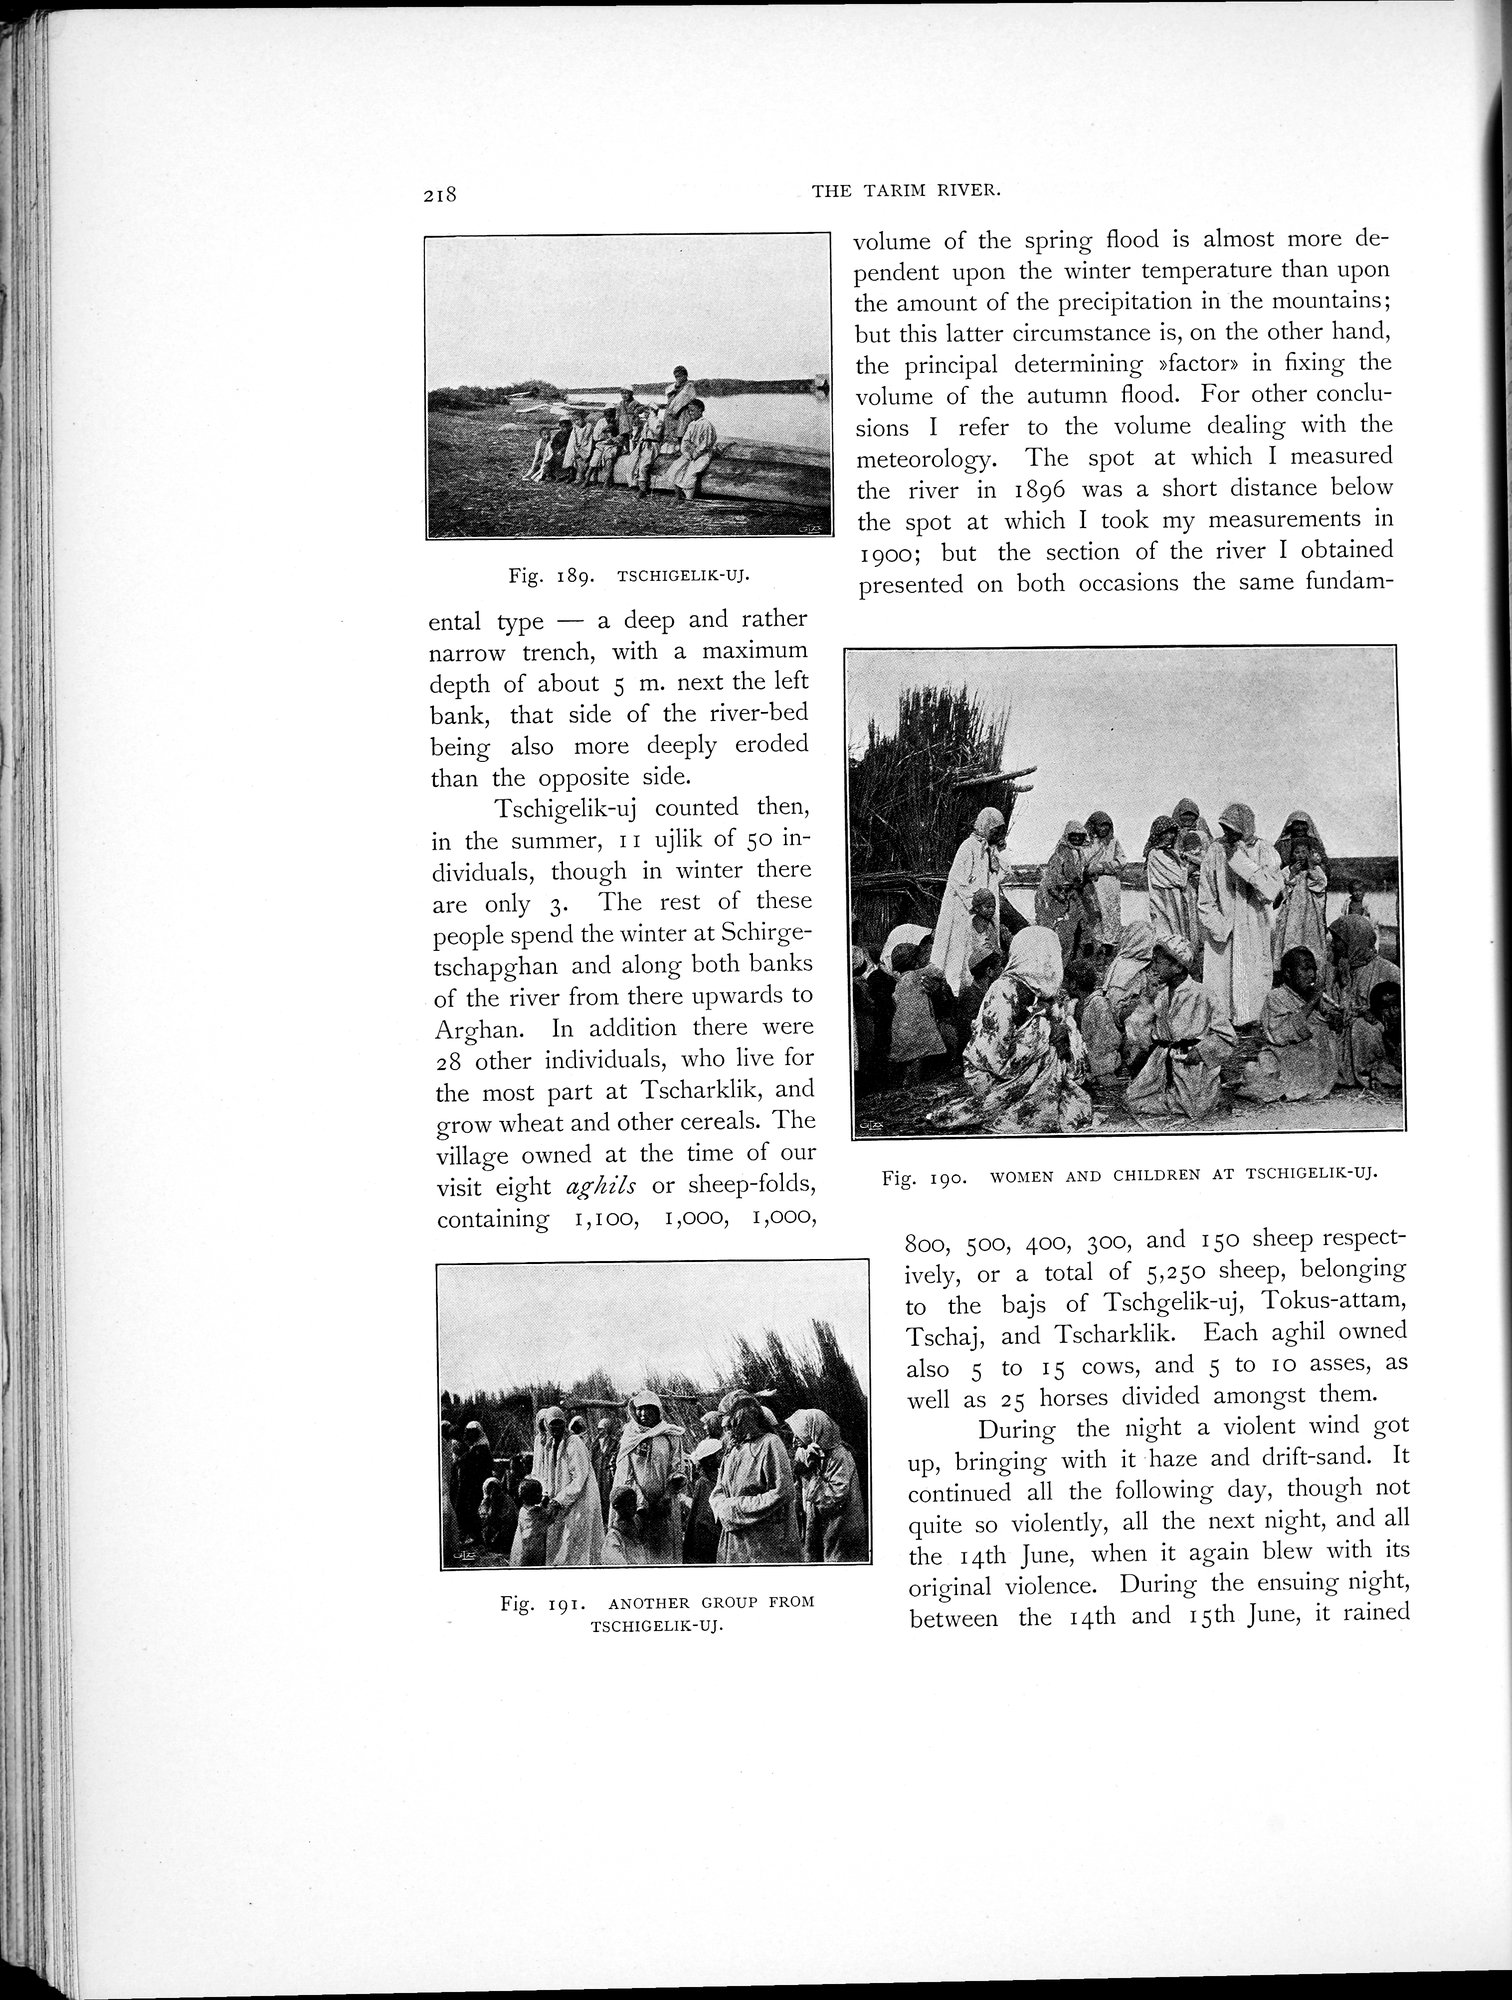 218
THE TARIM RIVER.
volume of the spring flood is almost more de-
pendent upon the winter temperature than upon
the amount of the precipitation in the mountains;
but this latter circumstance is, on the other hand,
the principal determining »factor» in fixing the
volume of the autumn flood. For other conclu-
sions I refer to the volume dealing with the
meteorology. The spot at which I measured
the river in 1896 was a short distance below
the spot at which I took my measurements in
1900; but the section of the river I obtained
presented on both occasions the same fundam-
Fig. 189. TSCHIGELIK-UJ.
ental type — a deep and rather
narrow trench, with a maximum
depth of about 5 m. next the left
bank, that side of the river-bed
being also more deeply eroded
than the opposite side.
Tschigelik-uj counted then,
in the summer, 11 ujlik of 50 in-
dividuals, though in winter there
are only 3. The rest of these
people spend the winter at Schirge-
tschapghan and along both banks
of the river from there upwards to
Arghan. In addition there were
28 other individuals, who live for
the most part at Tscharklik, and
grow wheat and other cereals. The
village owned at the time of our
visit eight aghils or sheep-folds,
containing 1,100, 1,000, 1,000,
Fig. 190. WOMEN AND CHILDREN AT TSCHIGELIK-UJ.
800, 500, 400, 300, and 150 sheep respect-
ively, or a total of 5,250 sheep, belonging
to the bajs of Tschgelik-uj, Tokus-attam,
Tschaj, and Tscharklik. Each aghil owned
also 5 to 15 cows, and 5 to 10 asses, as
well as 25 horses divided amongst them.
During the night a violent wind got
up, bringing with it haze and drift-sand. It
continued all the following day, though not
quite so violently, all the next night, and all
the 14th June, when it again blew with its
original violence. During the ensuing night,
between the 14th and 15th June, it rained
Fig. 191. ANOTHER GROUP FROM
TSCHIGELIK-UJ.